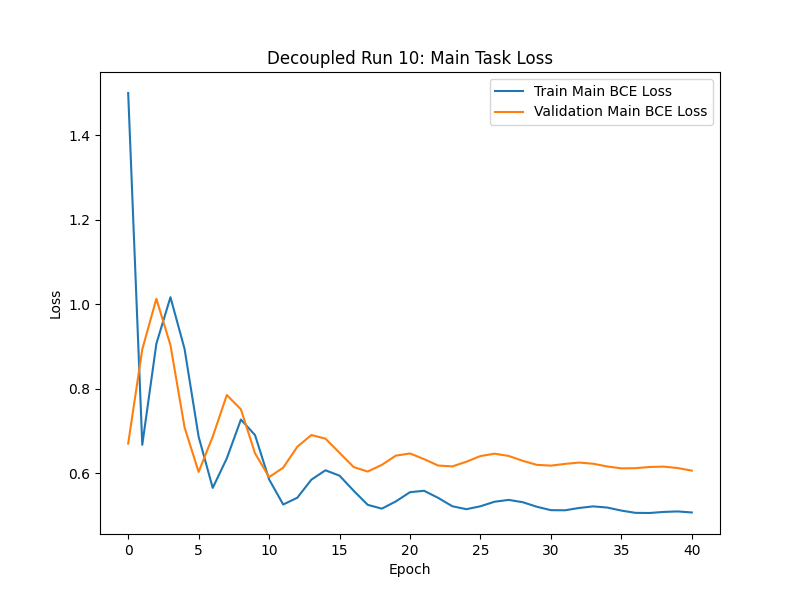 Decoupled Run 10: Main Task Loss
Train Main BCE Loss
Validation Main BCE Loss
1.4
1.2
1.0
0.8
0.6
Loss
0 5 10 15 20 25 30 35 40
Epoch